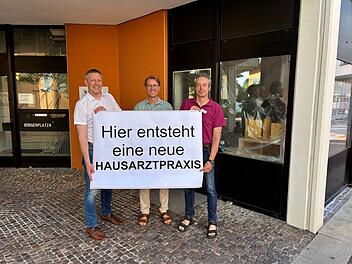 BÜRGERPLATZ
Hier entsteht
eine neue
HAUSARZTPRAXIS